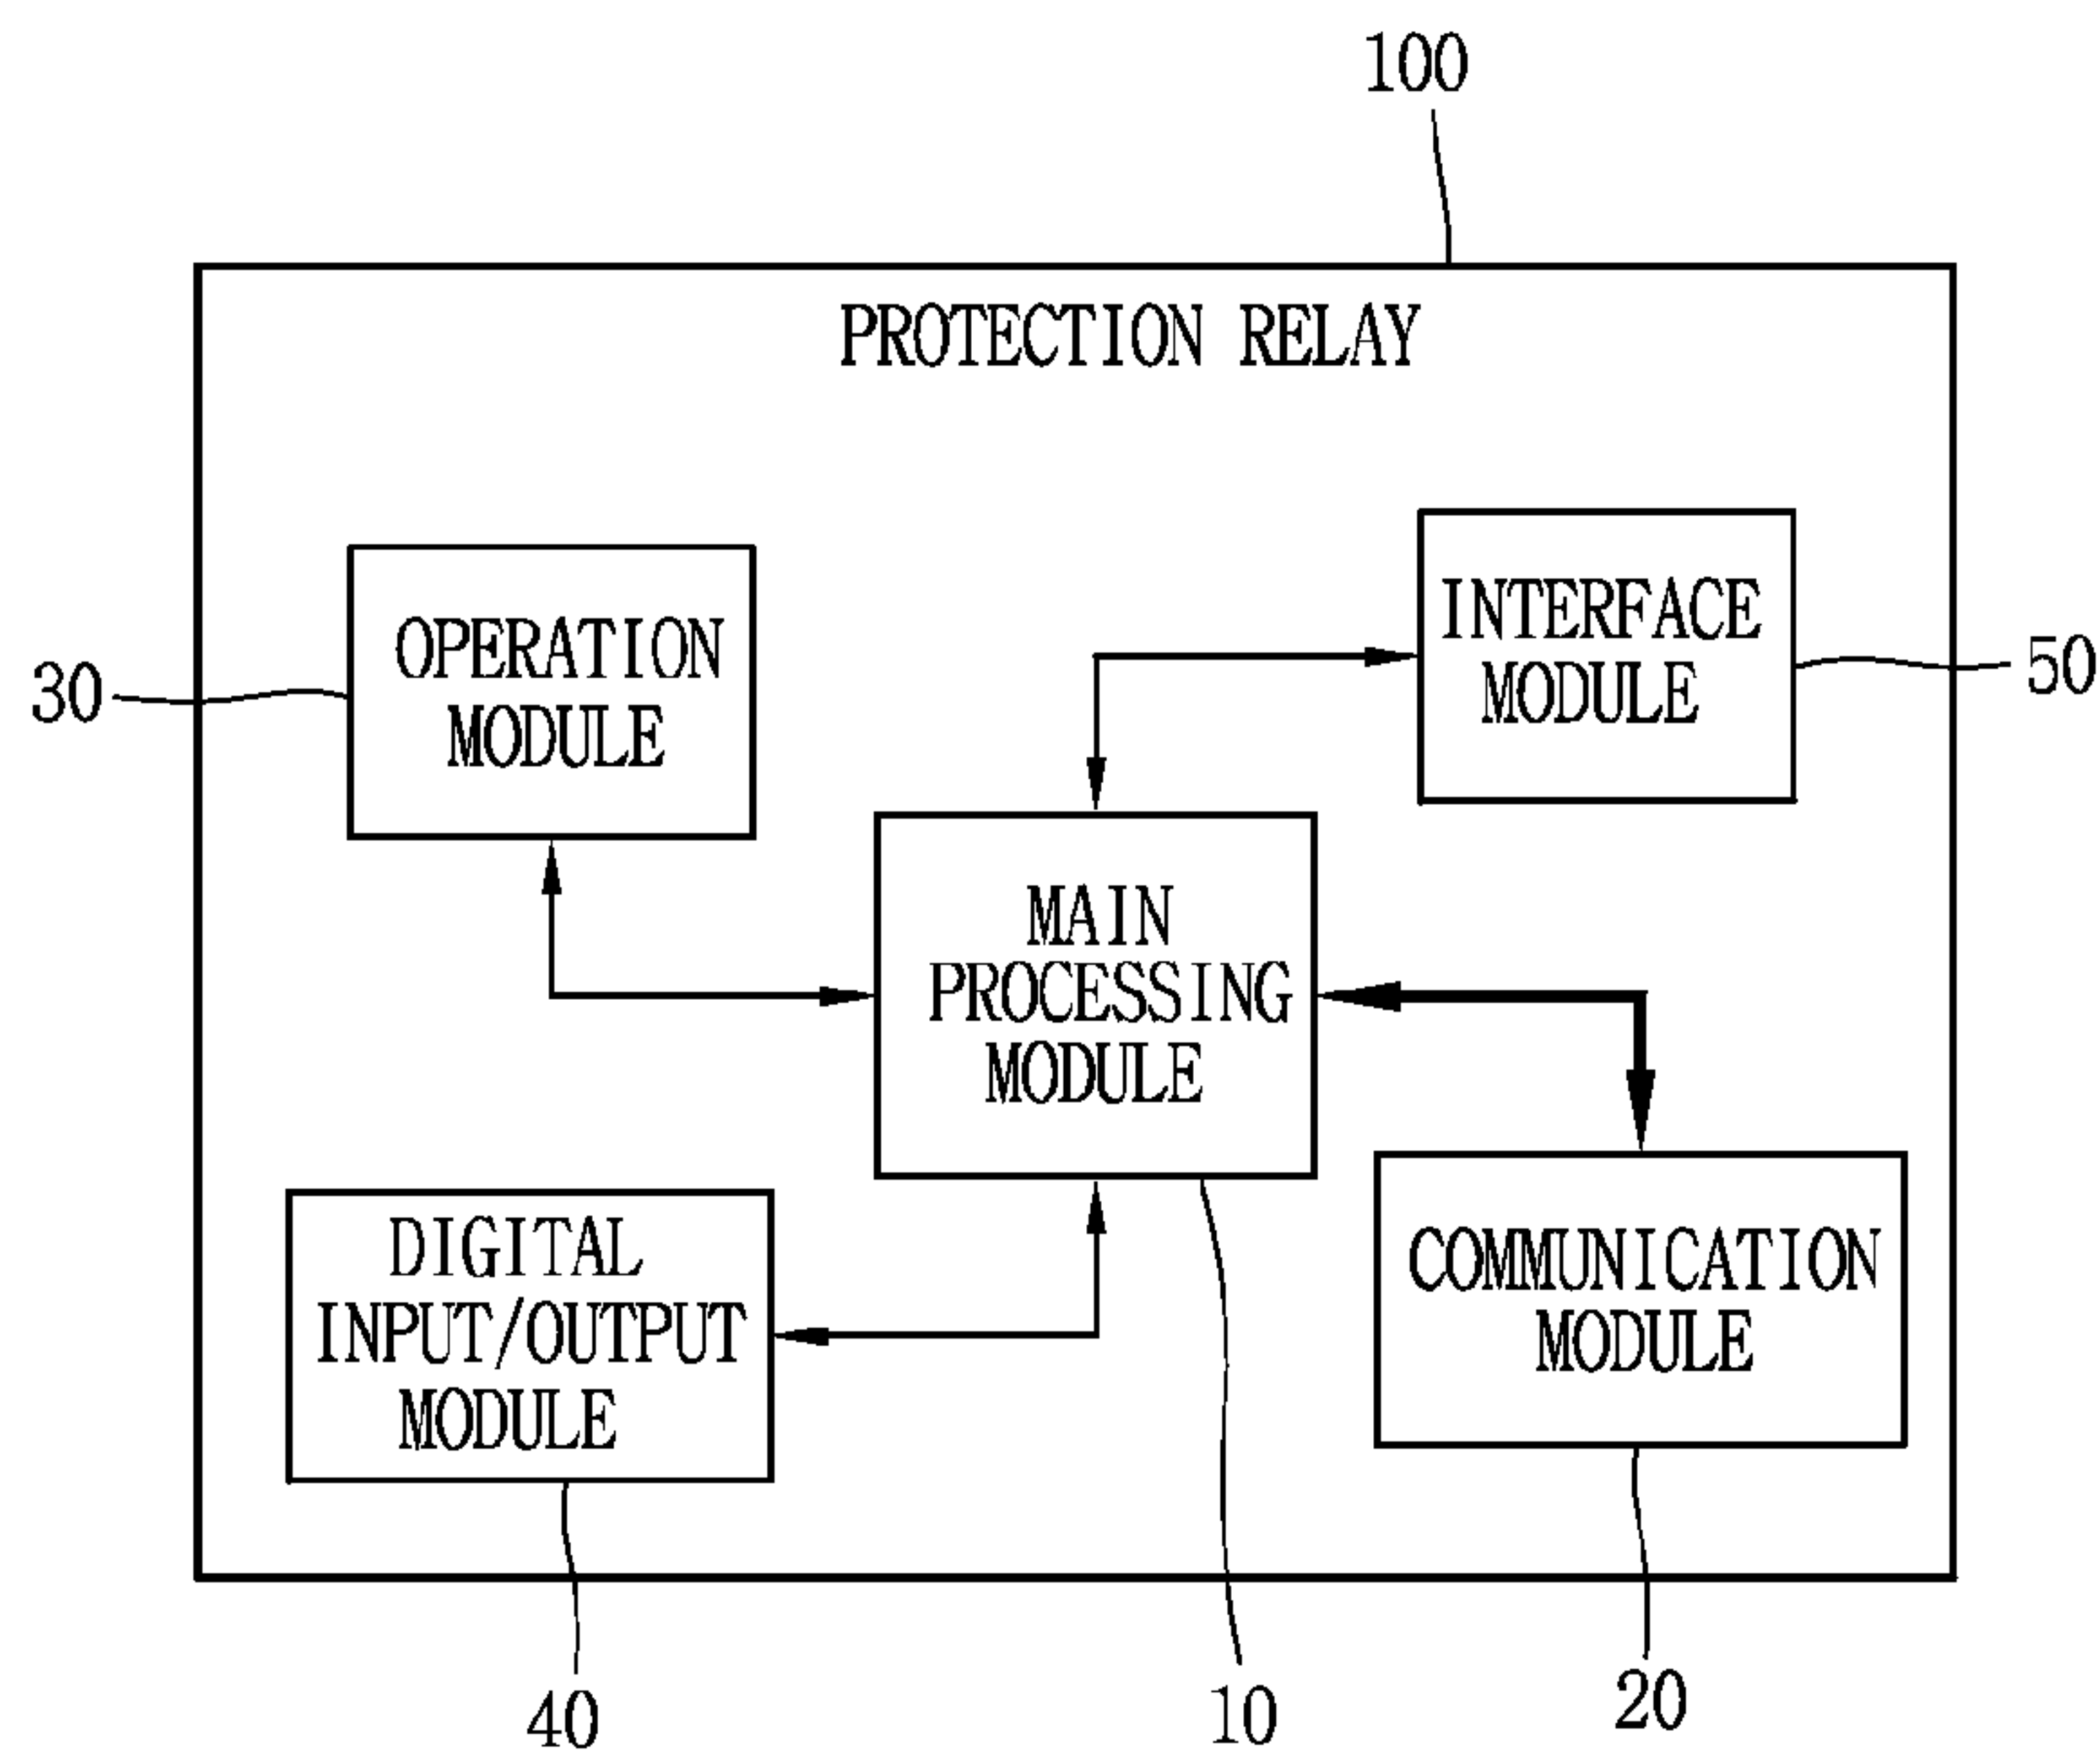 100
PROTECTION RELAY
INTERFACE
MODULE
50
OPERATION
MODULE
30
MAIN
PROCESSING
MODULE
DIGITAL
INPUT/OUTPUT
MODULE
COMMUNICATION
MODULE
40
10
20